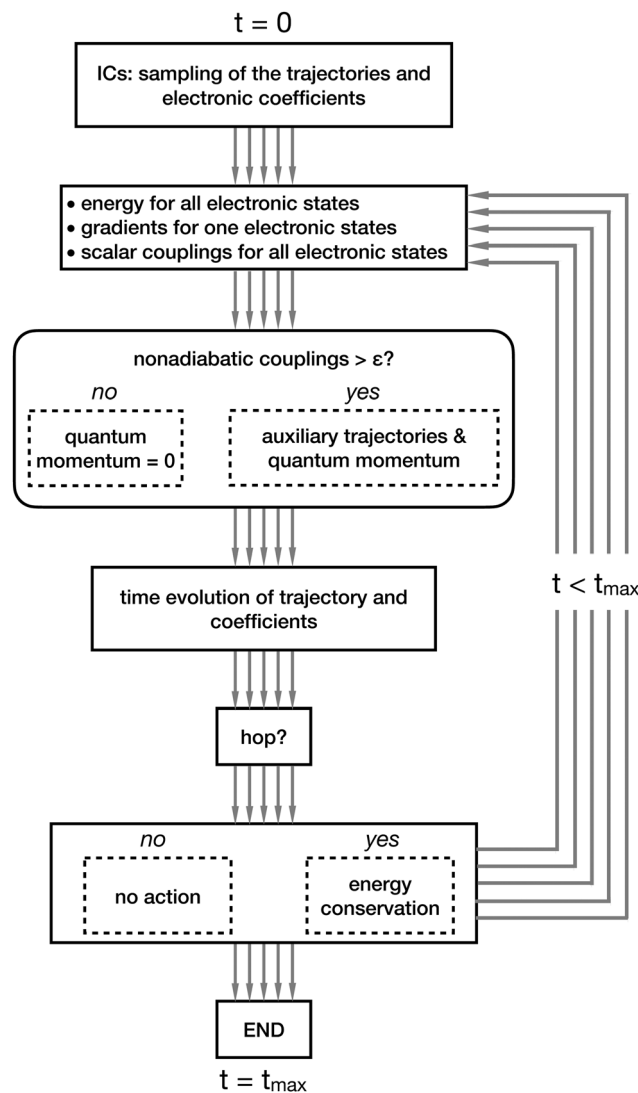 t = 0
ICs: sampling of the trajectories and
electronic coefficients
• energy for all electronic states
• gradients for one electronic states
• scalar couplings for all electronic states
nonadiabatic couplings > ε?
no
yes
quantum
momentum = 0
auxiliary trajectories &
quantum momentum
t < tmax
time evolution of trajectory and
coefficients
hop?
no
yes
no action
energy
conservation
END
t = tmax